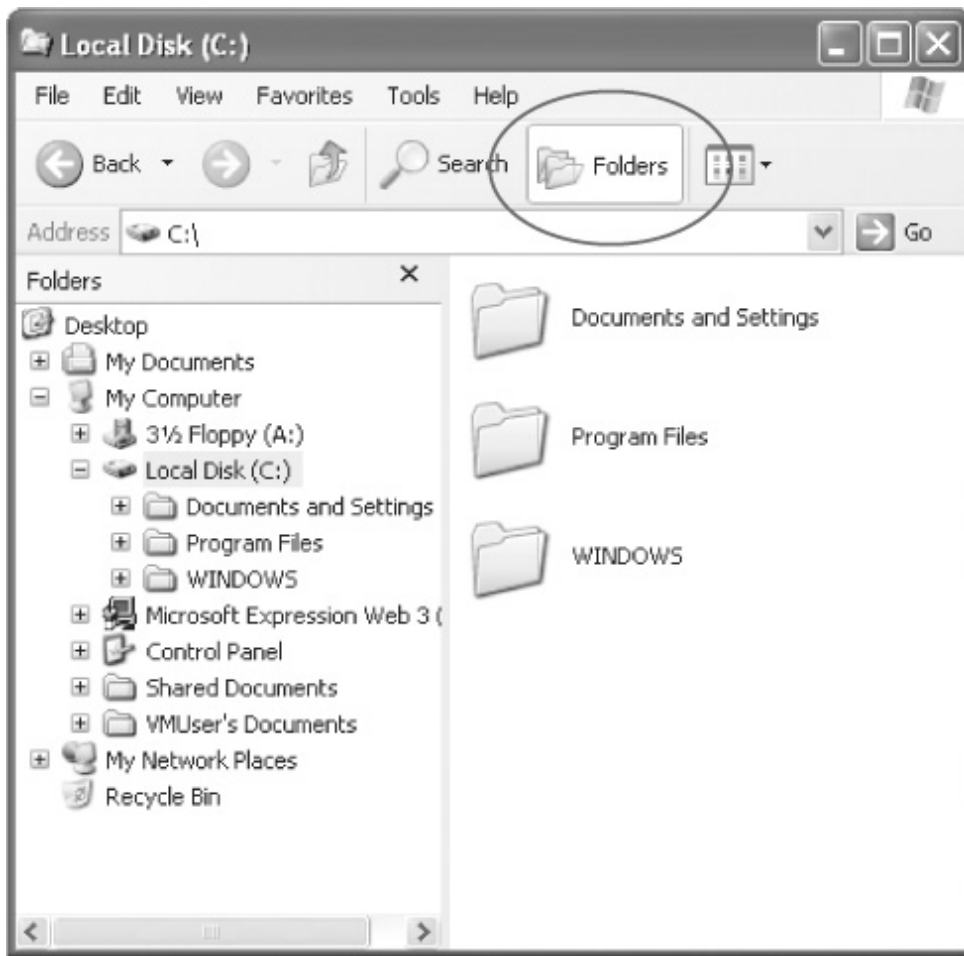 Local Disk (C:)
File Edit View Favorites Tools Help
Back Search Folders
Address C:\ Go
Folders
Desktop
My Documents
My Computer
3½ Floppy (A:)
Local Disk (C:)
Documents and Settings
Program Files
WINDOWS
Microsoft Expression Web 3 (
Control Panel
Shared Documents
VMUser's Documents
My Network Places
Recycle Bin
Documents and Settings
Program Files
WINDOWS